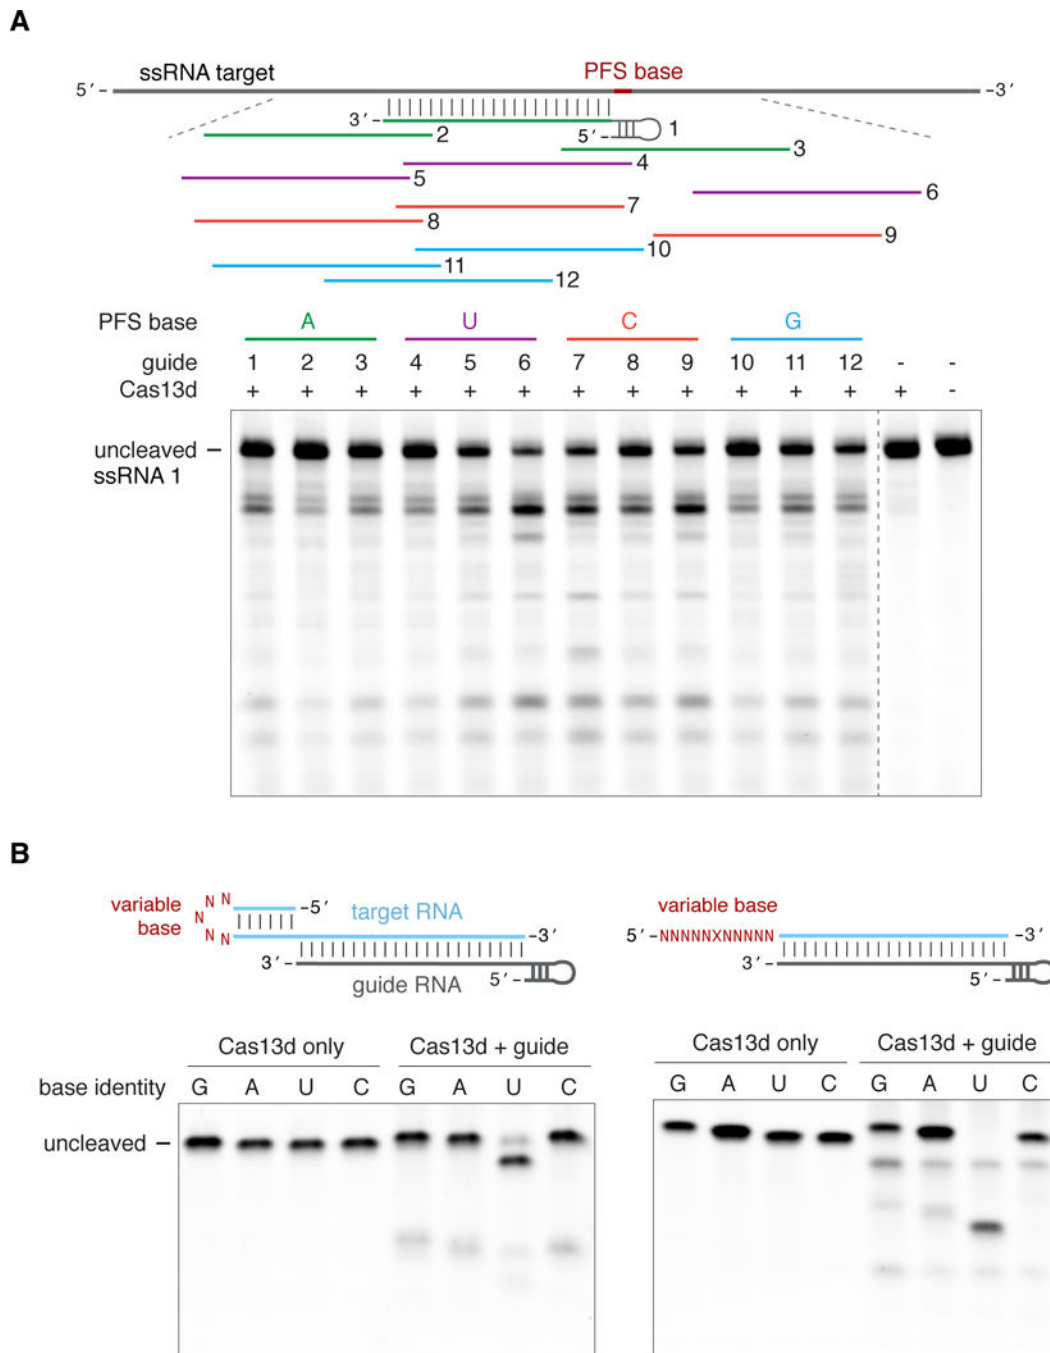 A
ssRNA target
PFS base
5′
3′
3′
5′
1
2
3
4
5
6
7
8
9
10
11
12
PFS base A U C G
guide 1 2 3 4 5 6 7 8 9 10 11 12 - -
Cas13d + + + + + + + + + + + + + -
uncleaved
ssRNA 1
B
variable
base
N N N N N
5′
target RNA
3′
3′
guide RNA
5′
variable base
5′ NNNNNXNNNNN 3′
3′
5′
Cas13d only Cas13d + guide
base identity G A U C G A U C
uncleaved
Cas13d only Cas13d + guide
G A U C G A U C